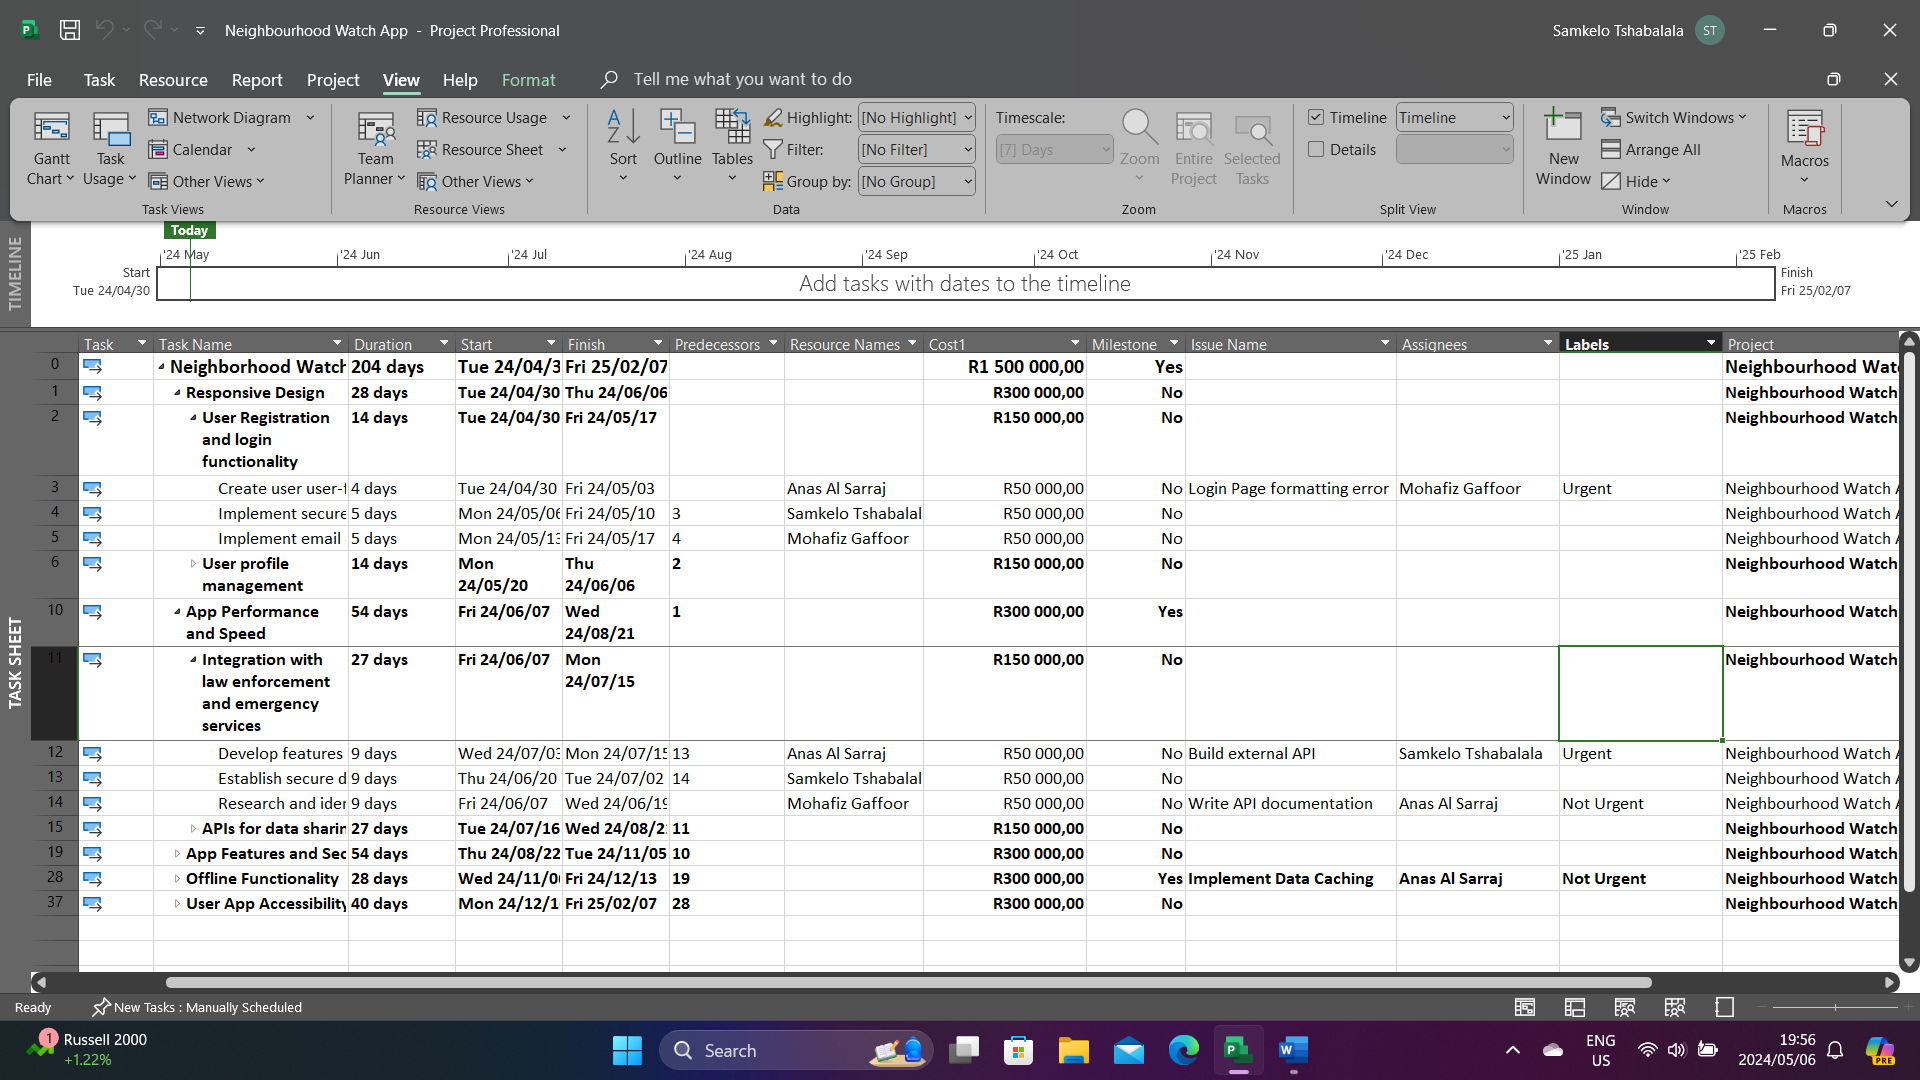 Neighbourhood Watch App - Project Professional
Samkelo Tshabalala ST
File Task Resource Report Project View Help Format Tell me what you want to do
Gantt Chart
Task Usage
Network Diagram
Calendar
Other Views
Task Views
Team Planner
Resource Usage
Resource Sheet
Other Views
Resource Views
Sort
Outline
Tables
Highlight: [No Highlight]
Filter: [No Filter]
Group by: [No Group]
Data
Timescale:
[7] Days
Zoom
Entire Project
Selected Tasks
Zoom
Timeline Timeline
Details
Split View
New Window
Switch Windows
Arrange All
Hide
Window
Macros
Macros
TIMELINE
Today
'24 May '24 Jun '24 Jul '24 Aug '24 Sep '24 Oct '24 Nov '24 Dec '25 Jan '25 Feb
Start
Tue 24/04/30
Add tasks with dates to the timeline
Finish
Fri 25/02/07
TASK SHEET
Task Task Name Duration Start Finish Predecessors Resource Names Cost1 Milestone Issue Name Assignees Labels Project
0 Neighborhood Watch 204 days Tue 24/04/3 Fri 25/02/07 R1 500 000,00 Yes Neighbourhood Wat
1 Responsive Design 28 days Tue 24/04/30 Thu 24/06/06 R300 000,00 No Neighbourhood Watch
2 User Registration 14 days Tue 24/04/30 Fri 24/05/17 R150 000,00 No Neighbourhood Watch
and login
functionality
3 Create user user-f 4 days Tue 24/04/30 Fri 24/05/03 Anas Al Sarraj R50 000,00 No Login Page formatting error Mohafiz Gaffoor Urgent Neighbourhood Watch A
4 Implement secure 5 days Mon 24/05/06 Fri 24/05/10 3 Samkelo Tshabalal R50 000,00 No Neighbourhood Watch A
5 Implement email 5 days Mon 24/05/13 Fri 24/05/17 4 Mohafiz Gaffoor R50 000,00 No Neighbourhood Watch A
6 User profile 14 days Mon Thu 2 R150 000,00 No Neighbourhood Watch
management 24/05/20 24/06/06
10 App Performance 54 days Fri 24/06/07 Wed 1 R300 000,00 Yes Neighbourhood Watch
and Speed 24/08/21
11 Integration with 27 days Fri 24/06/07 Mon R150 000,00 No Neighbourhood Watch
law enforcement 24/07/15
and emergency
services
12 Develop features 9 days Wed 24/07/03 Mon 24/07/15 13 Anas Al Sarraj R50 000,00 No Build external API Samkelo Tshabalala Urgent Neighbourhood Watch A
13 Establish secure d 9 days Thu 24/06/20 Tue 24/07/02 14 Samkelo Tshabalal R50 000,00 No Neighbourhood Watch A
14 Research and ider 9 days Fri 24/06/07 Wed 24/06/19 Mohafiz Gaffoor R50 000,00 No Write API documentation Anas Al Sarraj Not Urgent Neighbourhood Watch A
15 APIs for data sharin 27 days Tue 24/07/16 Wed 24/08/2 11 R150 000,00 No Neighbourhood Watch
19 App Features and Sec 54 days Thu 24/08/22 Tue 24/11/05 10 R300 000,00 No Neighbourhood Watch
28 Offline Functionality 28 days Wed 24/11/0 Fri 24/12/13 19 R300 000,00 Yes Implement Data Caching Anas Al Sarraj Not Urgent Neighbourhood Watch
37 User App Accessibility 40 days Mon 24/12/1 Fri 25/02/07 28 R300 000,00 No Neighbourhood Watch
Ready New Tasks : Manually Scheduled
1 Russell 2000
+1.22%
Search
ENG
US
19:56
2024/05/06
PRE